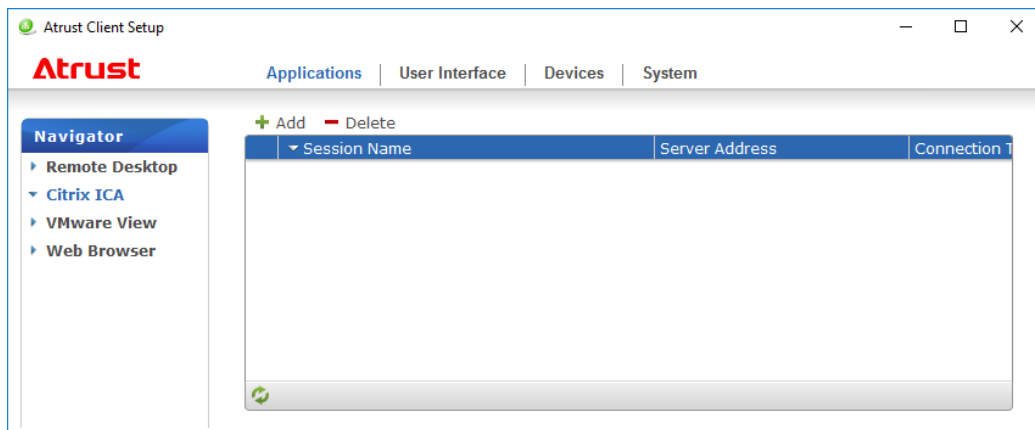 Atrust Client Setup
Atrust
Applications | User Interface | Devices | System
Navigator
Remote Desktop
Citrix ICA
VMware View
Web Browser
Add Delete
Session Name Server Address Connection T